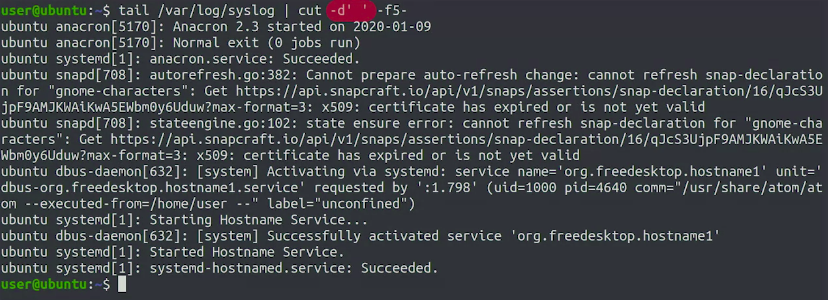 user@ubuntu:~$ tail /var/log/syslog | cut -d' ' -f5-
ubuntu anacron[5170]: Anacron 2.3 started on 2020-01-09
ubuntu anacron[5170]: Normal exit (0 jobs run)
ubuntu systemd[1]: anacron.service: Succeeded.
ubuntu snapd[708]: autorefresh.go:382: Cannot prepare auto-refresh change: cannot refresh snap-declaratio
n for "gnome-characters": Get https://api.snapcraft.io/api/v1/snaps/assertions/snap-declaration/16/qJcS3U
jpF9AMJKWAiKwA5EWbm0y6Uduw?max-format=3: x509: certificate has expired or is not yet valid
ubuntu snapd[708]: stateengine.go:102: state ensure error: cannot refresh snap-declaration for "gnome-cha
racters": Get https://api.snapcraft.io/api/v1/snaps/assertions/snap-declaration/16/qJcS3UjpF9AMJKWAiKwA5E
Wbm0y6Uduw?max-format=3: x509: certificate has expired or is not yet valid
ubuntu dbus-daemon[632]: [system] Activating via systemd: service name='org.freedesktop.hostname1' unit='
dbus-org.freedesktop.hostname1.service' requested by ':1.798' (uid=1000 pid=4640 comm="/usr/share/atom/at
om --executed-from=/home/user --" label="unconfined")
ubuntu systemd[1]: Starting Hostname Service...
ubuntu dbus-daemon[632]: [system] Successfully activated service 'org.freedesktop.hostname1'
ubuntu systemd[1]: Started Hostname Service.
ubuntu systemd[1]: systemd-hostnamed.service: Succeeded.
user@ubuntu:~$